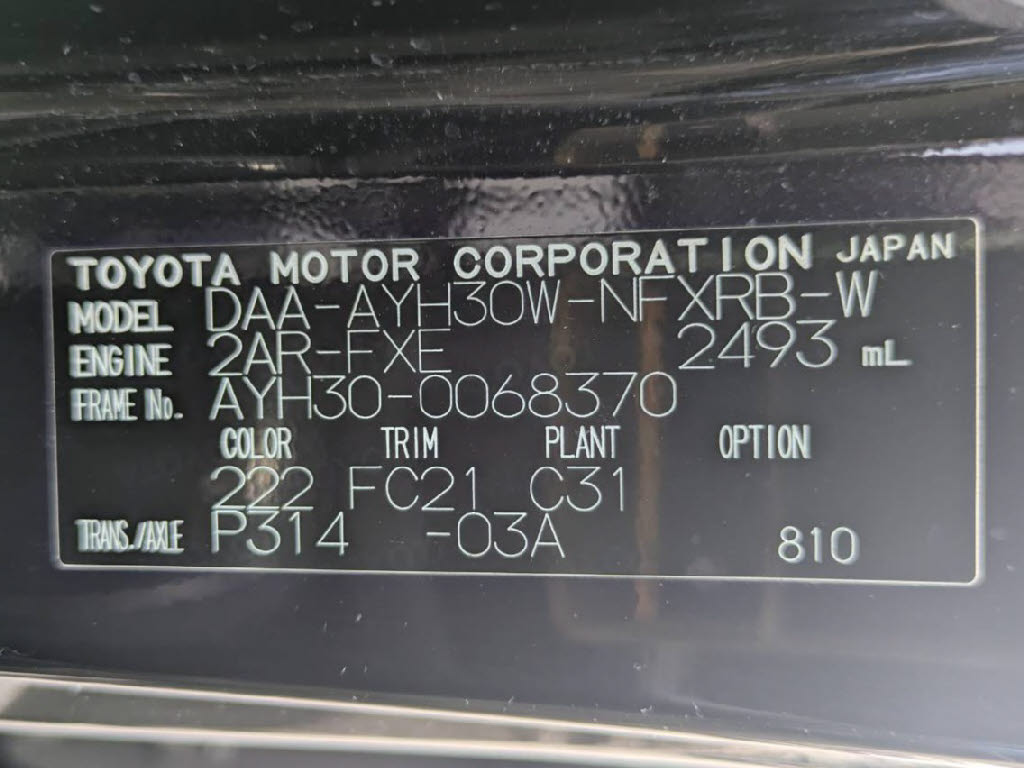 TOYOTA MOTOR CORPORATION JAPAN
MODEL DAA-AYH30W-NFXRB-W
ENGINE 2AR-FXE 2493 mL
FRAME No. AYH30-0068370
COLOR TRIM PLANT OPTION
222 FC21 C31
TRANS./AXLE P314 -03A 810